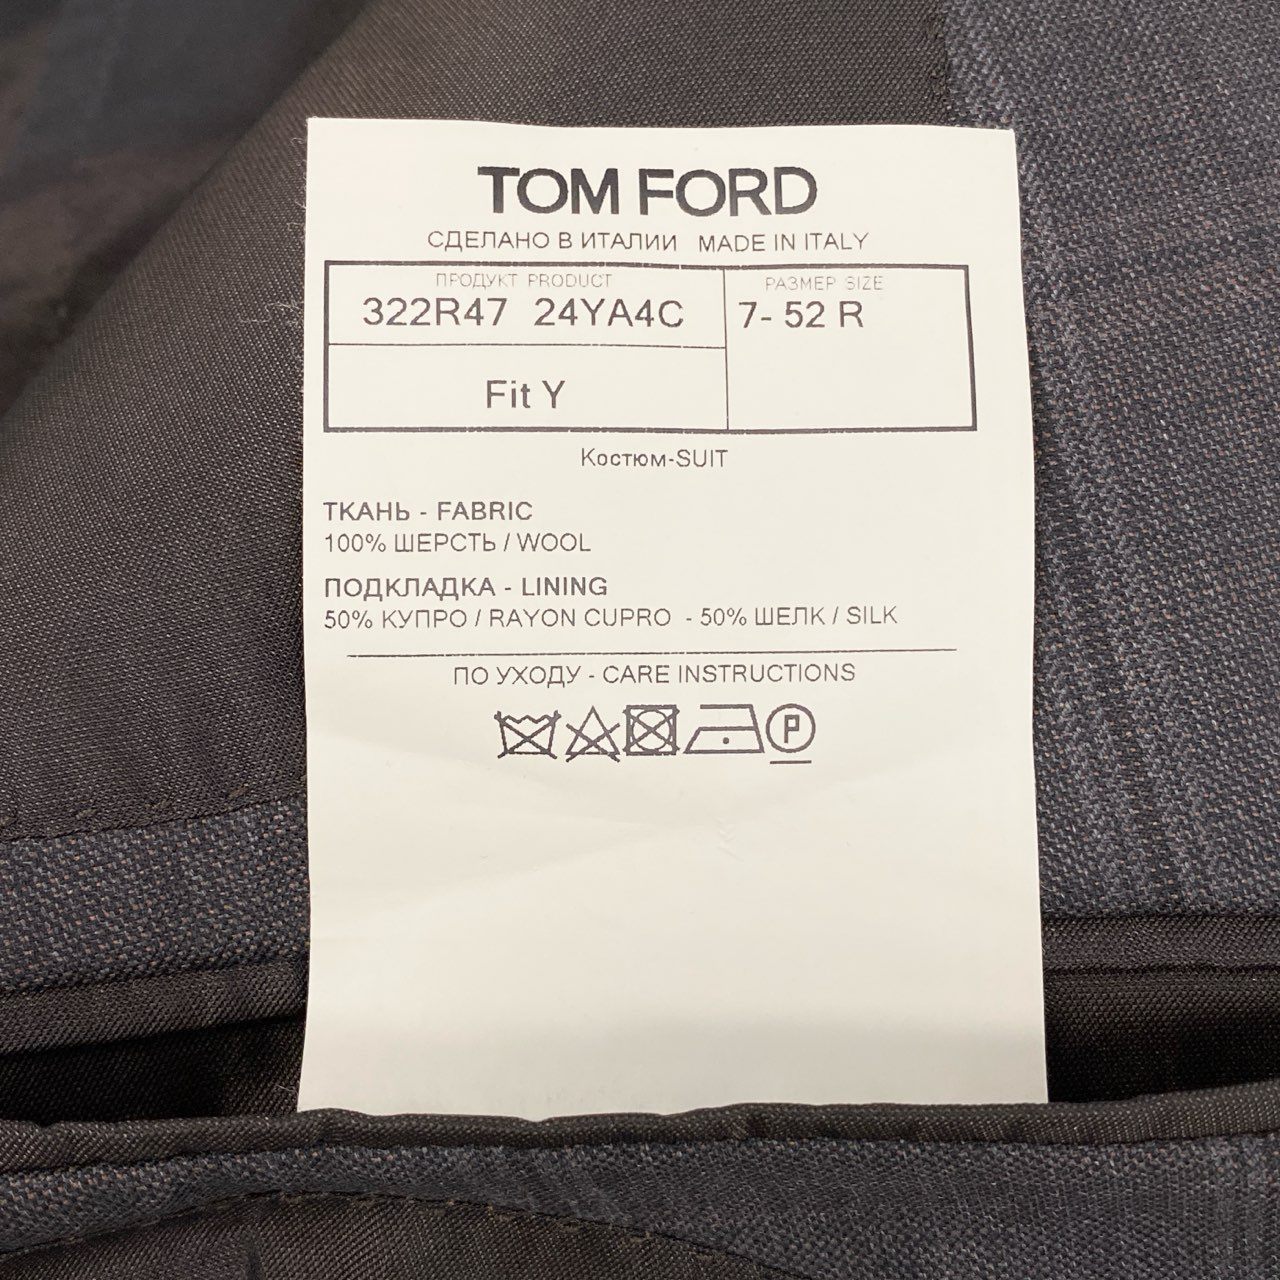 TOM FORD
СДЕЛАНО В ИТАЛИИ MADE IN ITALY
ПРОДУКТ PRODUCT
РАЗМЕР SIZE
322R47 24YA4C
7- 52 R
Fit Y
Костюм-SUIT
ТКАНЬ - FABRIC
100% ШЕРСТЬ / WOOL
ПОДКЛАДКА - LINING
50% КУПРО / RAYON CUPRO - 50% ШЕЛК / SILK
ПО УХОДУ - CARE INSTRUCTIONS
P